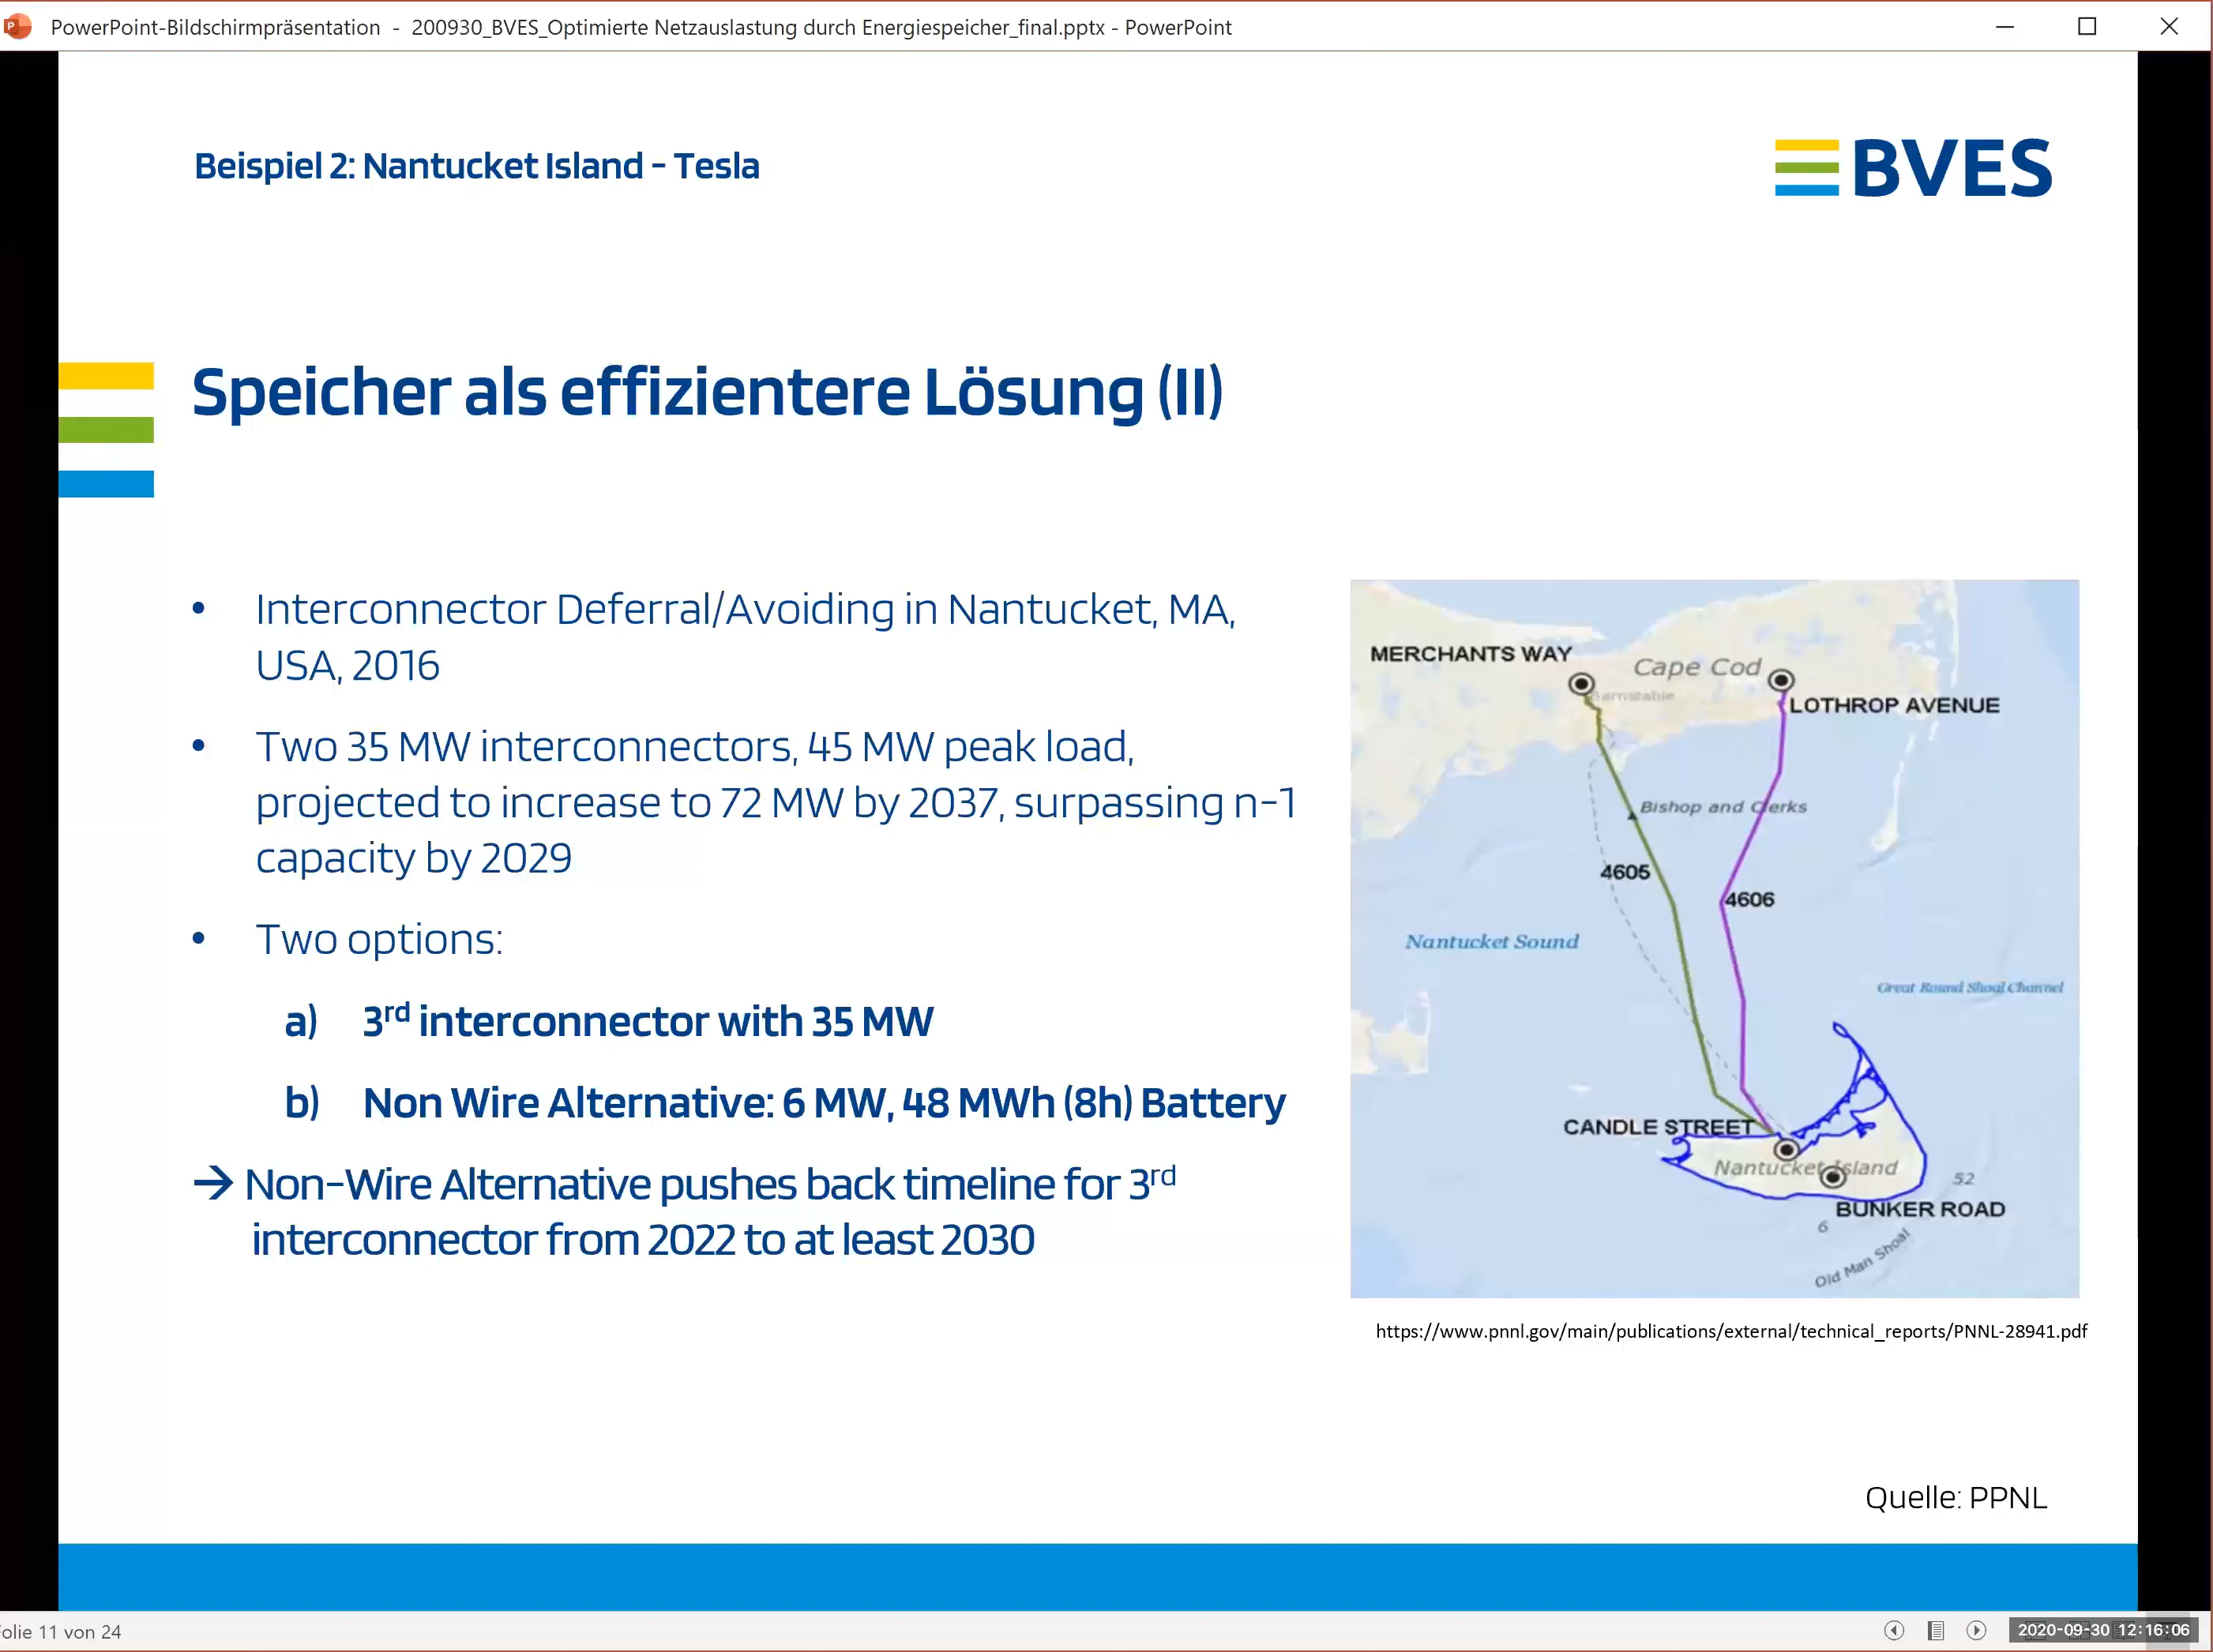 PowerPoint-Bildschirmpräsentation - 200930_BVES_Optimierte Netzauslastung durch Energiespeicher_final.pptx - PowerPoint
Beispiel 2: Nantucket Island - Tesla
BVES
Speicher als effizientere Lösung (II)
• Interconnector Deferral/Avoiding in Nantucket, MA,
USA, 2016
• Two 35 MW interconnectors, 45 MW peak load,
projected to increase to 72 MW by 2037, surpassing n-1
capacity by 2029
• Two options:
a) 3rd interconnector with 35 MW
b) Non Wire Alternative: 6 MW, 48 MWh (8h) Battery
→ Non-Wire Alternative pushes back timeline for 3rd
interconnector from 2022 to at least 2030
MERCHANTS WAY
Cape Cod
Barnstable
LOTHROP AVENUE
Bishop and Clerks
4605
4606
Nantucket Sound
Great Round Shoal Channel
CANDLE STREET
Nantucket Island
52
BUNKER ROAD
6
Old Man Shoal
https://www.pnnl.gov/main/publications/external/technical_reports/PNNL-28941.pdf
Quelle: PPNL
olie 11 von 24
2020-09-30 12:16:06